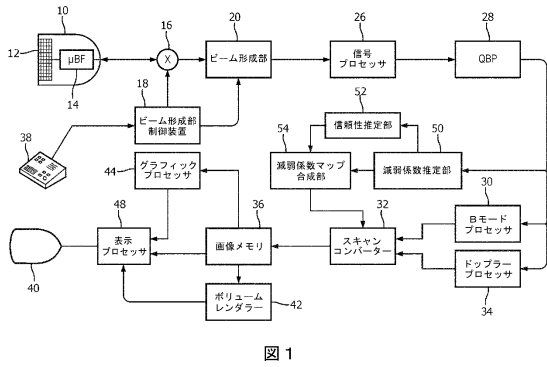 10
12
μBF
14
16
X
20
ビーム形成部
26
信号
プロセッサ
28
QBP
18
ビーム形成部
制御装置
38
52
信頼性推定部
54
減弱係数マップ
合成部
50
減弱係数推定部
44
グラフィック
プロセッサ
48
表示
プロセッサ
36
画像メモリ
32
スキャン
コンバーター
30
Bモード
プロセッサ
40
ボリューム
レンダラー
42
ドップラー
プロセッサ
34
図1